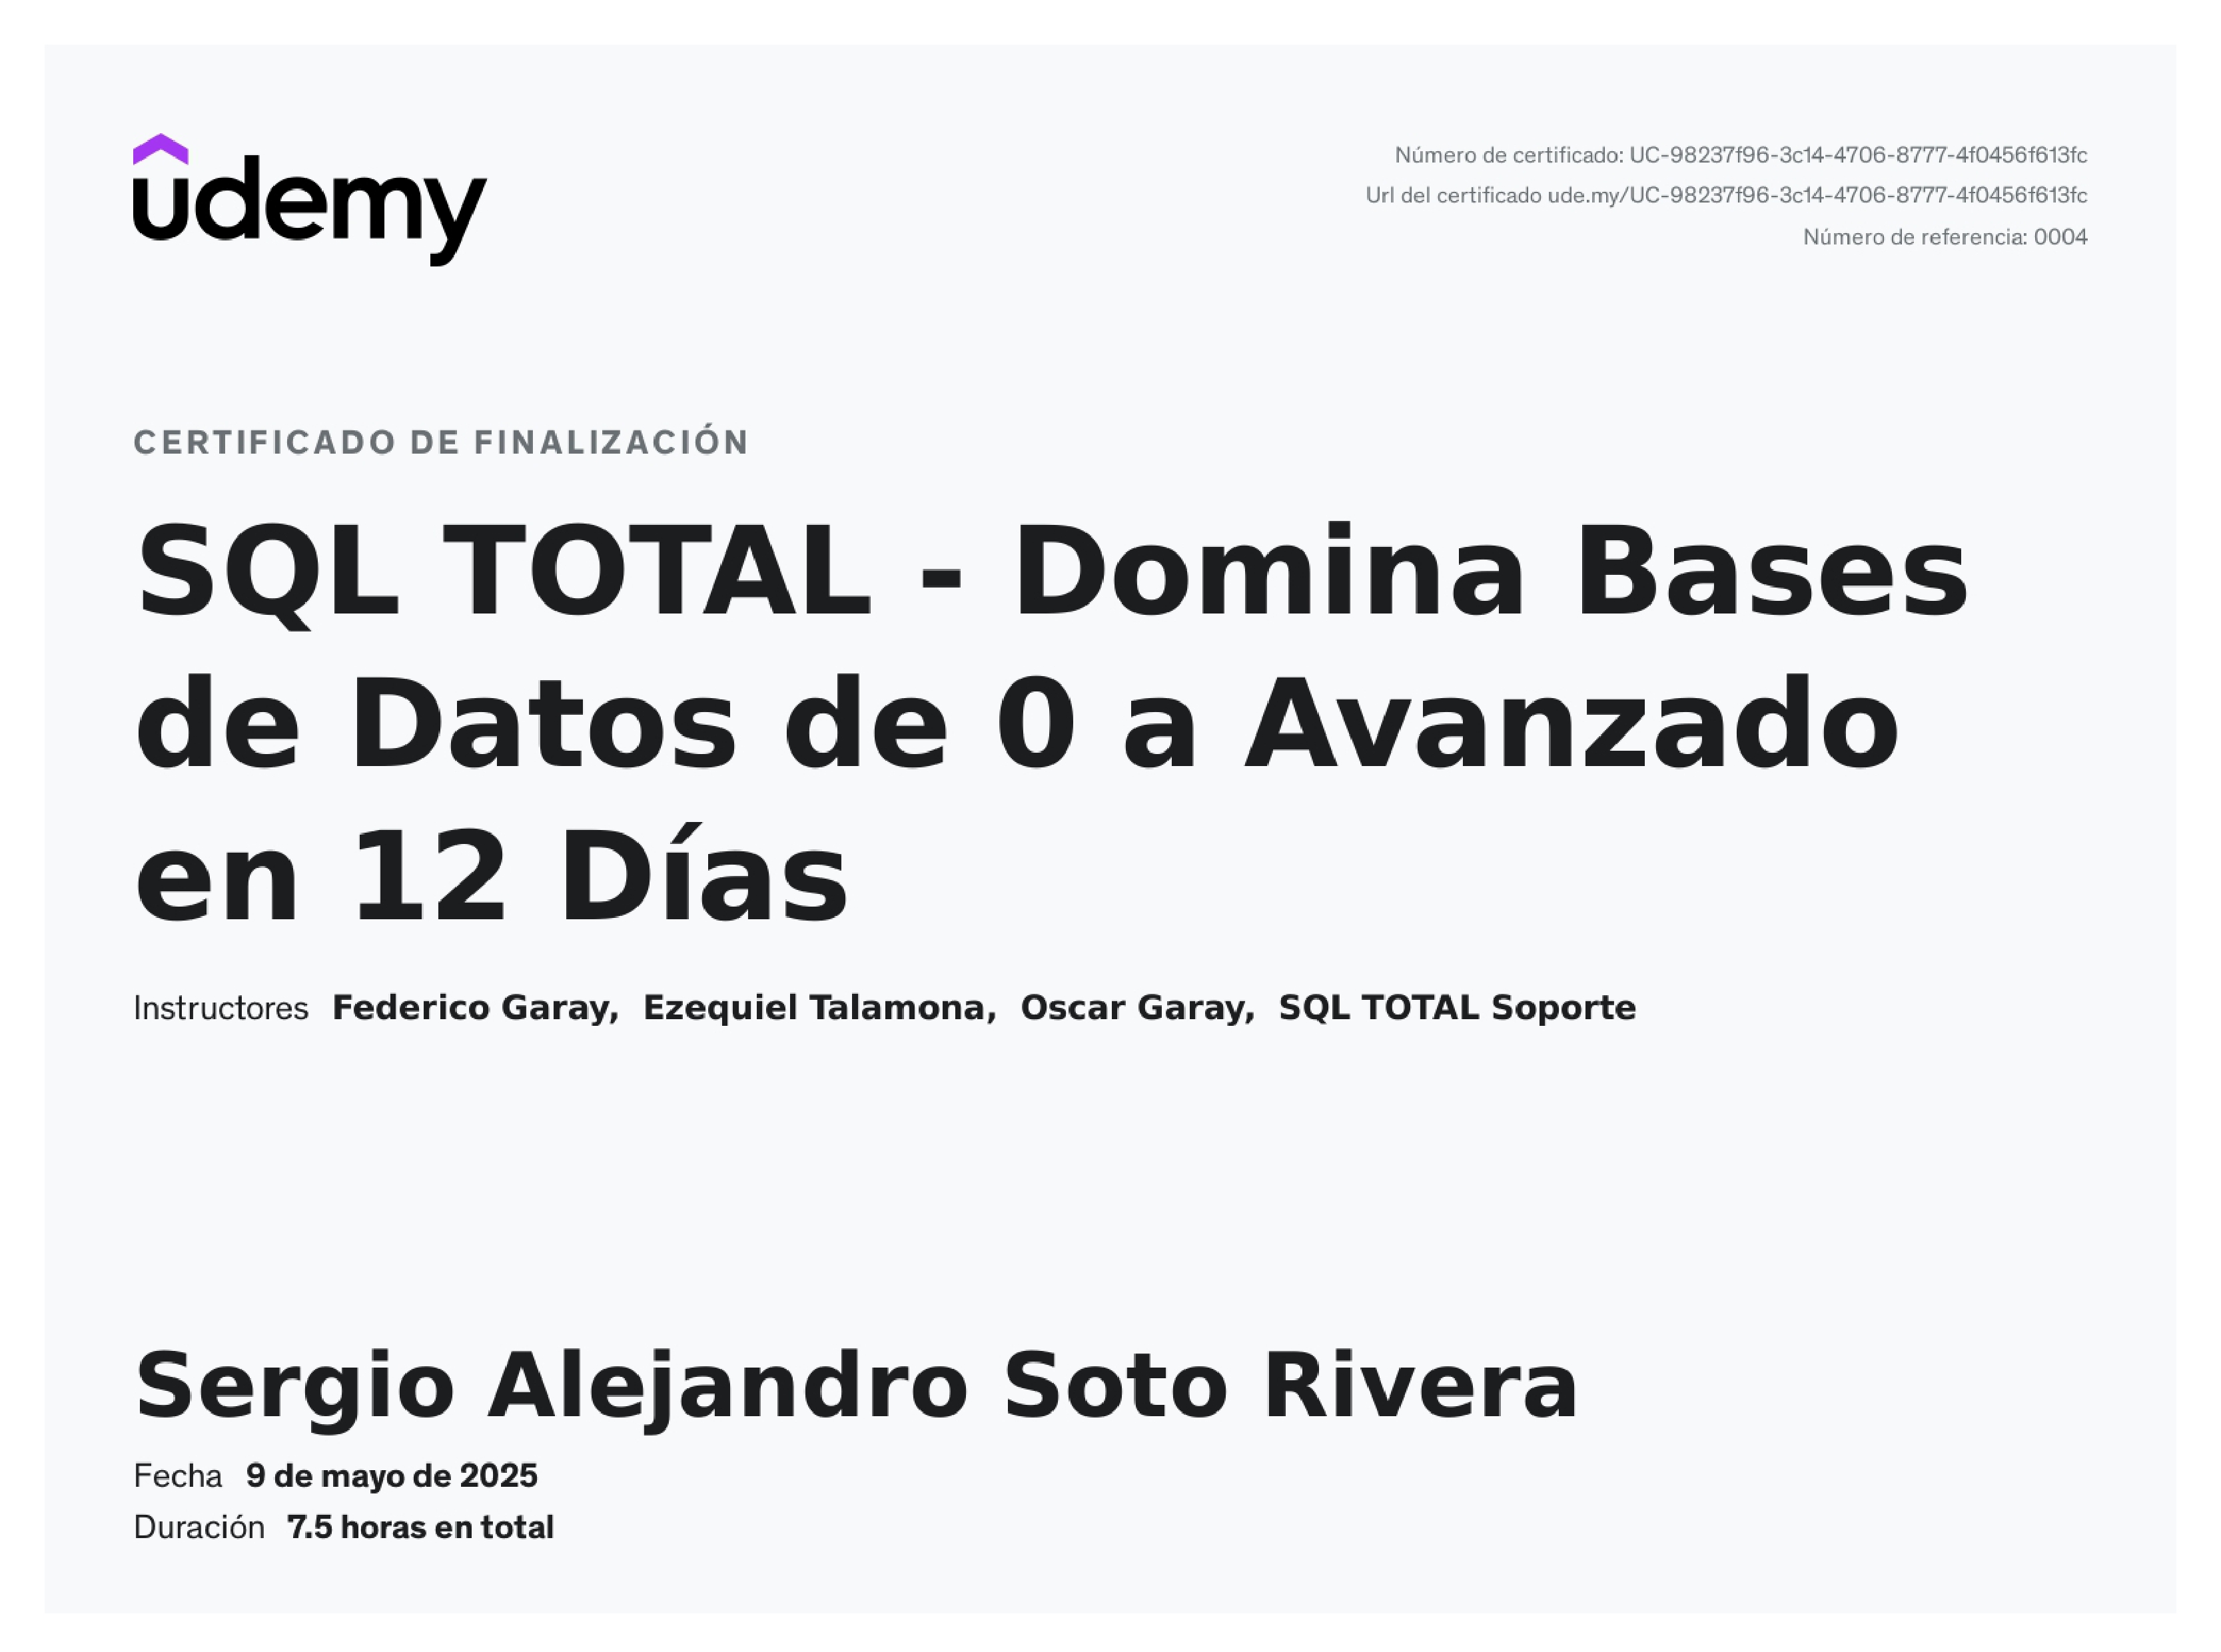 udemy
Número de certificado: UC-98237f96-3c14-4706-8777-4f0456f613fc
Url del certificado ude.my/UC-98237f96-3c14-4706-8777-4f0456f613fc
Número de referencia: 0004
CERTIFICADO DE FINALIZACIÓN
SQL TOTAL - Domina Bases
de Datos de 0 a Avanzado
en 12 Días
Instructores Federico Garay, Ezequiel Talamona, Oscar Garay, SQL TOTAL Soporte
Sergio Alejandro Soto Rivera
Fecha 9 de mayo de 2025
Duración 7.5 horas en total